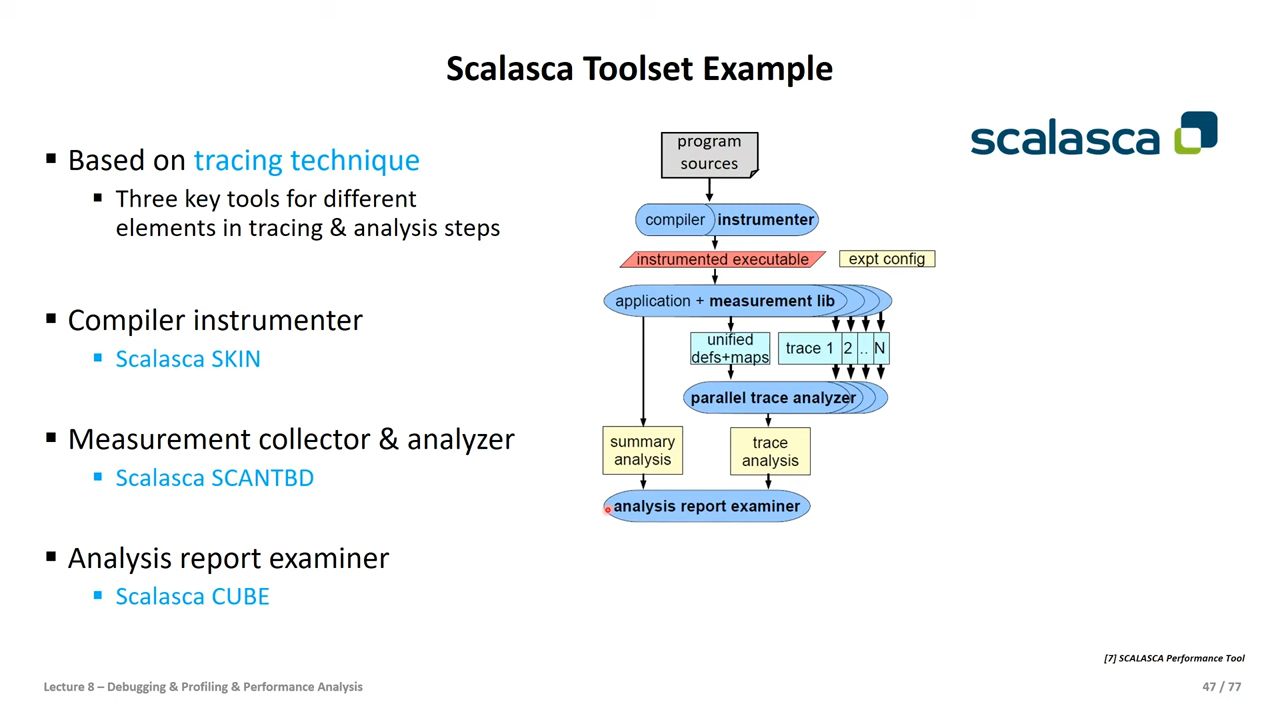 Scalasca Toolset Example
Based on tracing technique
Three key tools for different
elements in tracing & analysis steps
Compiler instrumenter
Scalasca SKIN
Measurement collector & analyzer
Scalasca SCANTBD
Analysis report examiner
Scalasca CUBE
program
sources
compiler
instrumenter
instrumented executable
expt config
application + measurement lib
unified
defs+maps
trace 1
2
..
N
parallel trace analyzer
summary
analysis
trace
analysis
analysis report examiner
scalasca
[7] SCALASCA Performance Tool
Lecture 8 – Debugging & Profiling & Performance Analysis
47 / 77